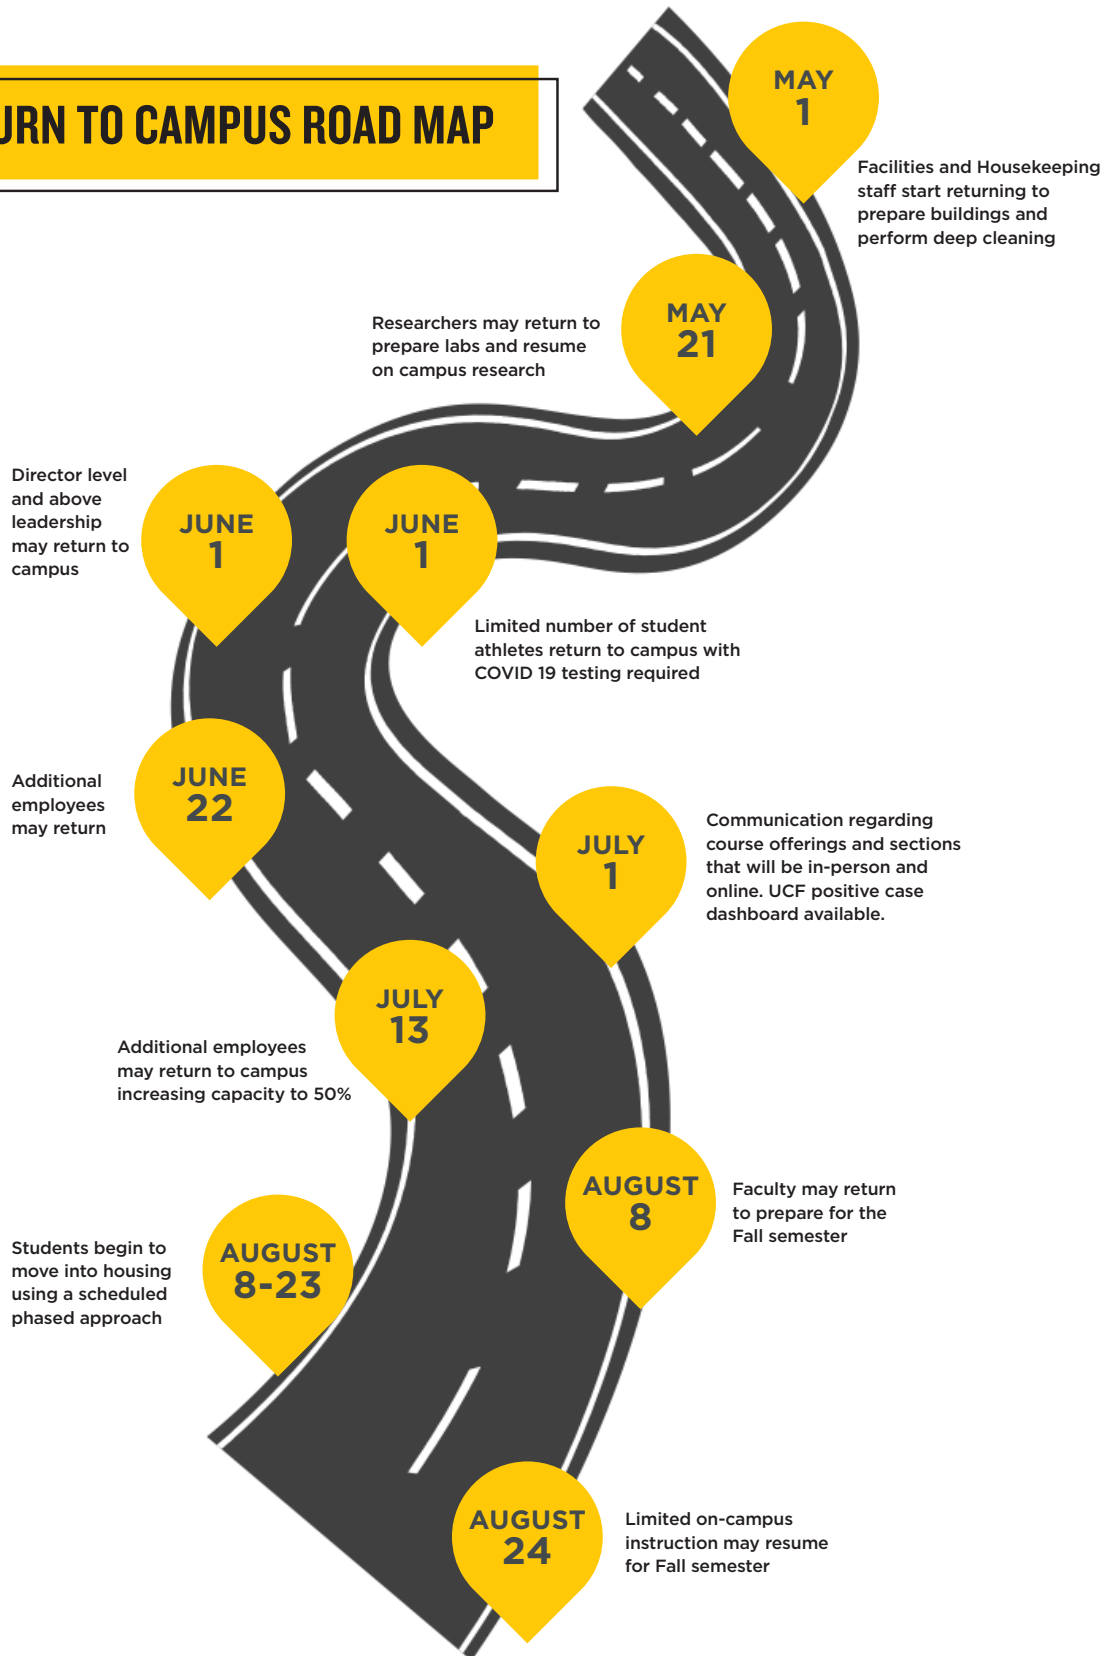 URN TO CAMPUS ROAD MAP
MAY
1
Facilities and Housekeeping
staff start returning to
prepare buildings and
perform deep cleaning
MAY
21
Researchers may return to
prepare labs and resume
on campus research
JUNE
1
Director level
and above
leadership
may return to
campus
JUNE
1
Limited number of student
athletes return to campus with
COVID 19 testing required
JUNE
22
Additional
employees
may return
JULY
1
Communication regarding
course offerings and sections
that will be in-person and
online. UCF positive case
dashboard available.
JULY
13
Additional employees
may return to campus
increasing capacity to 50%
AUGUST
8
Faculty may return
to prepare for the
Fall semester
AUGUST
8-23
Students begin to
move into housing
using a scheduled
phased approach
AUGUST
24
Limited on-campus
instruction may resume
for Fall semester